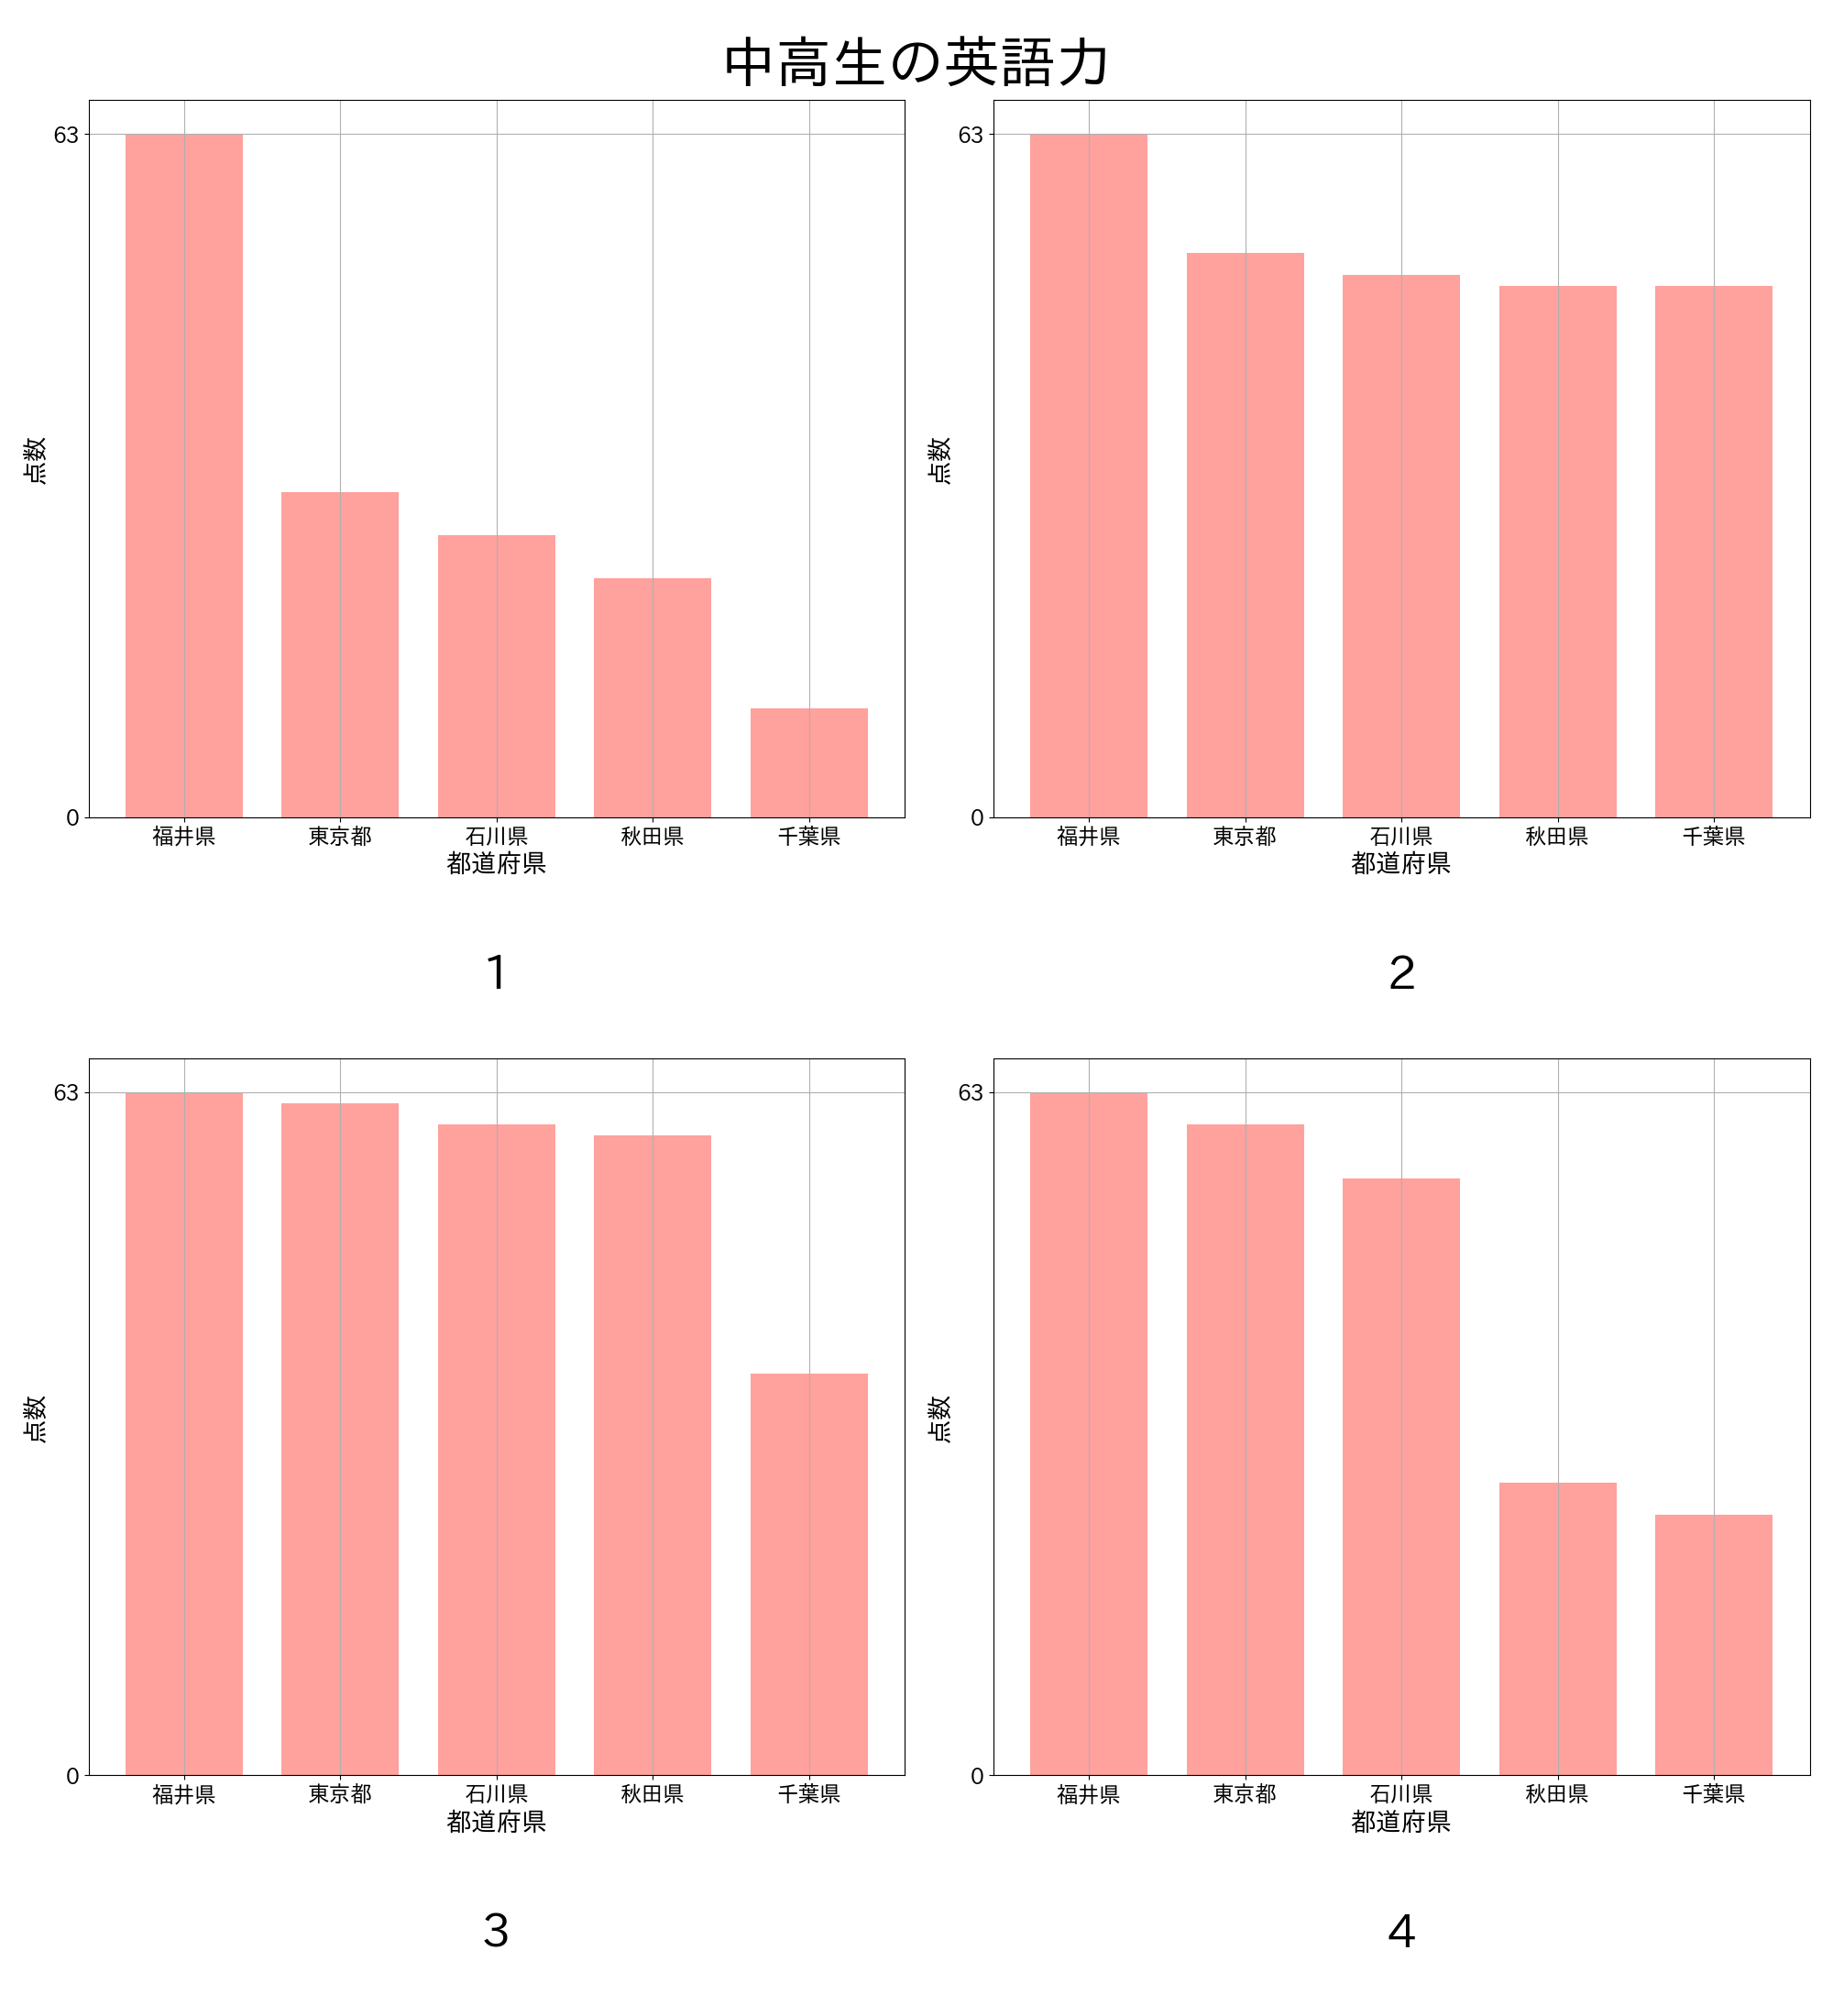 中高生の英語力
63
点数
0
福井県 東京都 石川県 秋田県 千葉県
都道府県
1
63
点数
0
福井県 東京都 石川県 秋田県 千葉県
都道府県
2
63
点数
0
福井県 東京都 石川県 秋田県 千葉県
都道府県
3
63
点数
0
福井県 東京都 石川県 秋田県 千葉県
都道府県
4